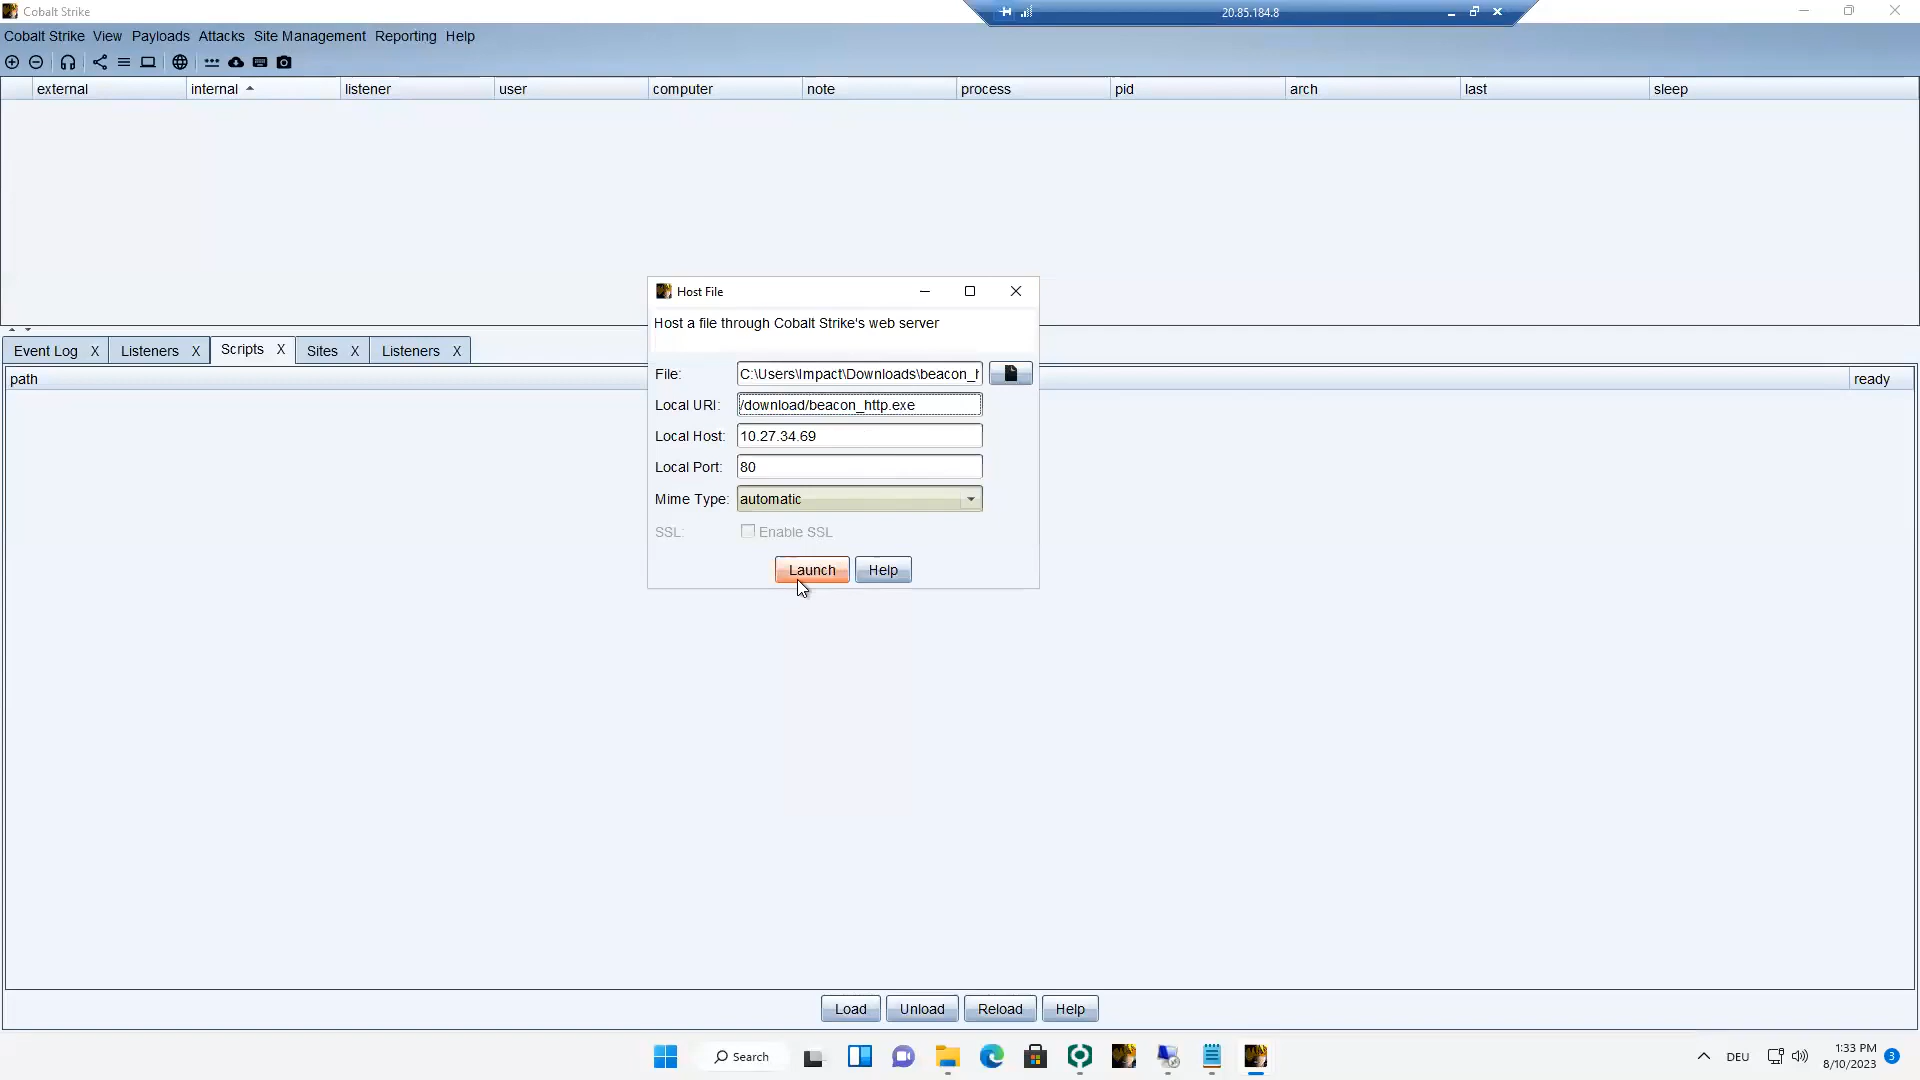 Cobalt Strike
20.85.184.8
Cobalt Strike View Payloads Attacks Site Management Reporting Help
external internal listener user computer note process pid arch last sleep
Host File
Host a file through Cobalt Strike's web server
File: C:\Users\Impact\Downloads\beacon_h
Local URI: /download/beacon_http.exe
Local Host: 10.27.34.69
Local Port: 80
Mime Type: automatic
SSL: Enable SSL
Launch Help
Event Log X Listeners X Scripts X Sites X Listeners X
path ready
Load Unload Reload Help
Search
DEU
1:33 PM
8/10/2023
3